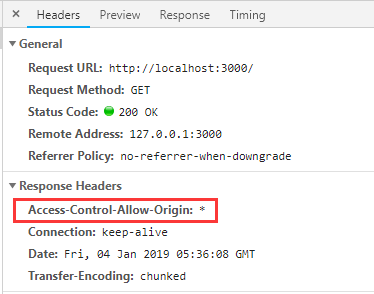 Headers Preview Response Timing
General
Request URL: http://localhost:3000/
Request Method: GET
Status Code: 200 OK
Remote Address: 127.0.0.1:3000
Referrer Policy: no-referrer-when-downgrade
Response Headers
Access-Control-Allow-Origin: *
Connection: keep-alive
Date: Fri, 04 Jan 2019 05:36:08 GMT
Transfer-Encoding: chunked